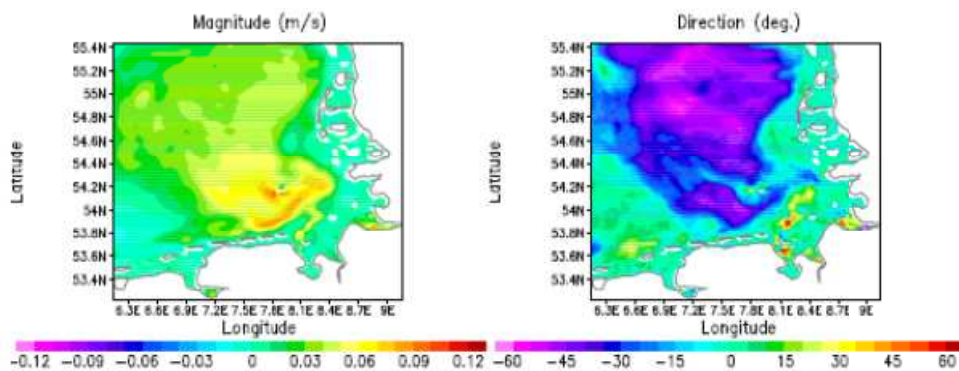 Magnitude (m/s)
55.4N
55.2N
55N
54.8N
54.6N
54.4N
54.2N
54N
53.8N
53.6N
53.4N
Latitude
6.3E 6.6E 6.9E 7.2E 7.5E 7.8E 8.1E 8.4E 8.7E 9E
Longitude
-0.12 -0.09 -0.06 -0.03 0 0.03 0.06 0.09 0.12
Direction (deg.)
55.4N
55.2N
55N
54.8N
54.6N
54.4N
54.2N
54N
53.8N
53.6N
53.4N
Latitude
6.3E 6.6E 6.9E 7.2E 7.5E 7.8E 8.1E 8.4E 8.7E 9E
Longitude
-60 -45 -30 -15 0 15 30 45 60